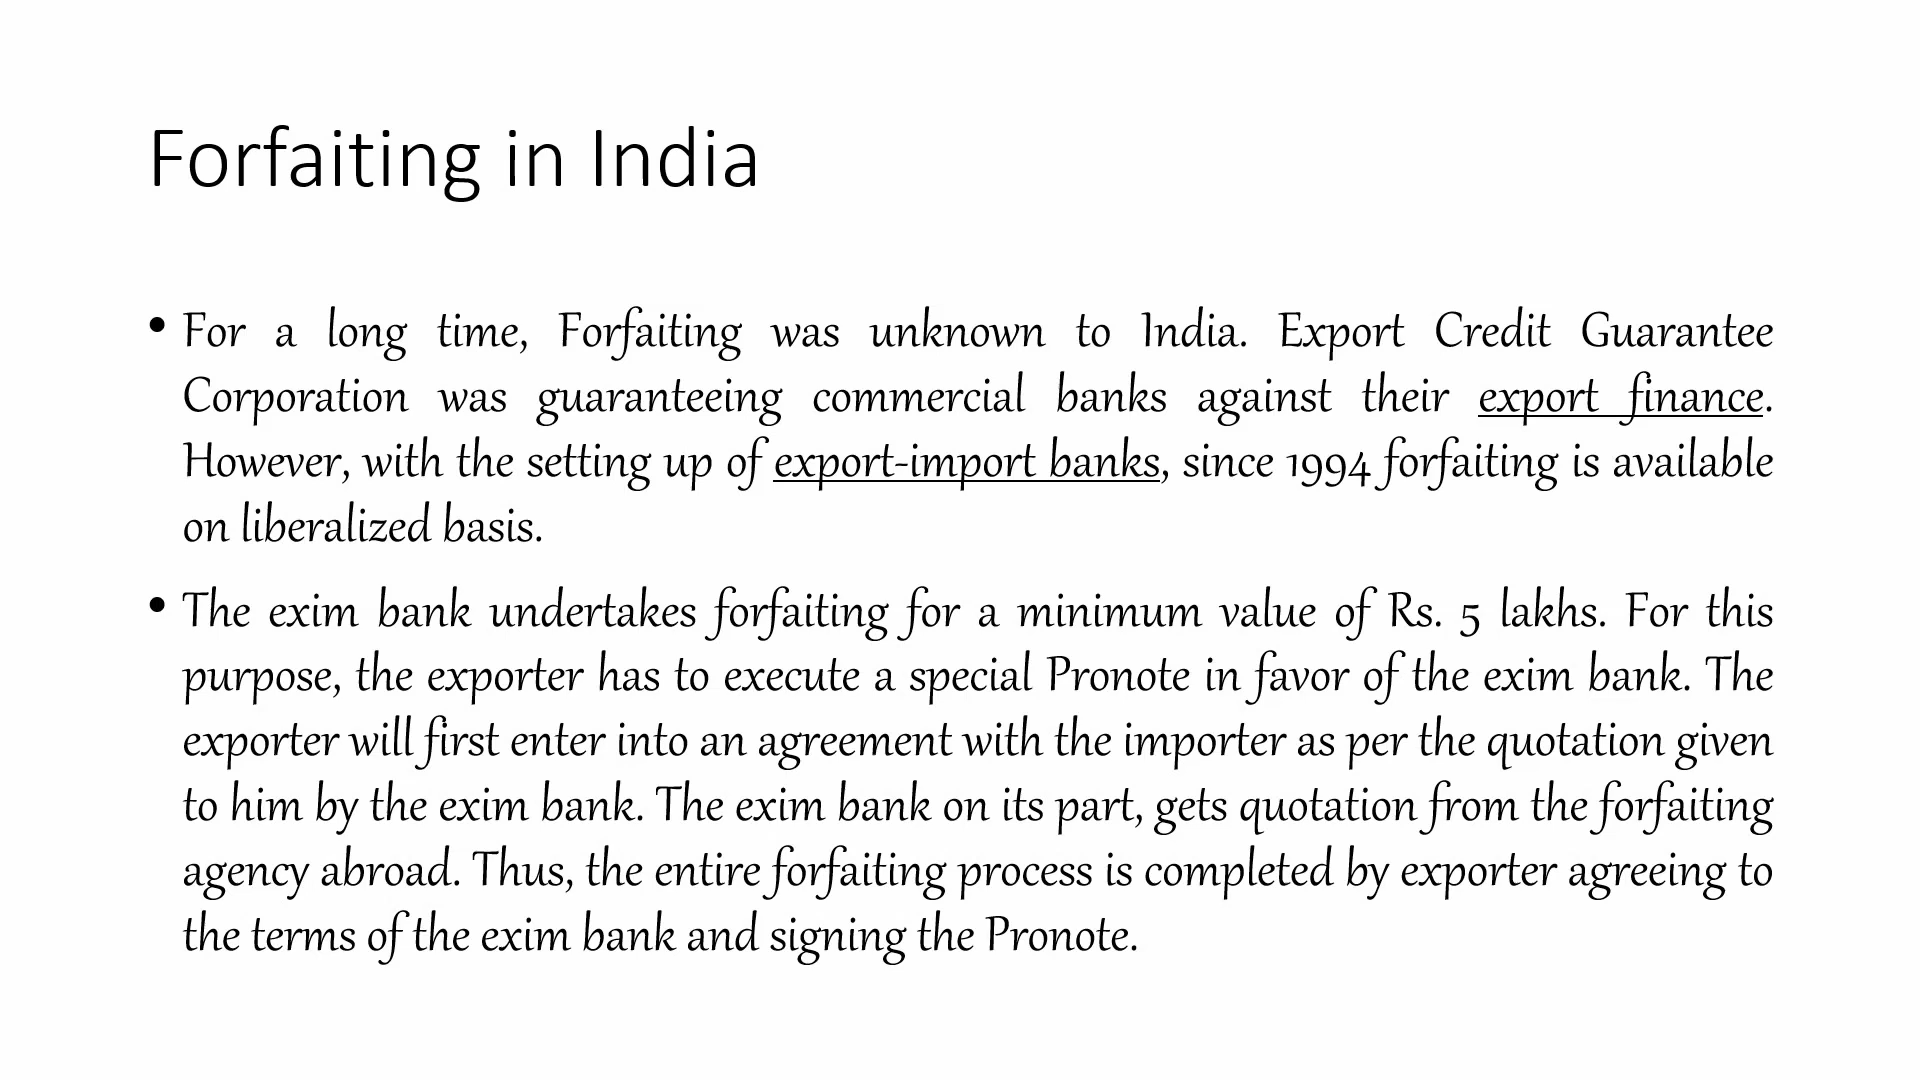 Forfaiting in India
• For a long time, Forfaiting was unknown to India. Export Credit Guarantee
Corporation was guaranteeing commercial banks against their export finance.
However, with the setting up of export-import banks, since 1994 forfaiting is available
on liberalized basis.
• The exim bank undertakes forfaiting for a minimum value of Rs. 5 lakhs. For this
purpose, the exporter has to execute a special Pronote in favor of the exim bank. The
exporter will first enter into an agreement with the importer as per the quotation given
to him by the exim bank. The exim bank on its part, gets quotation from the forfaiting
agency abroad. Thus, the entire forfaiting process is completed by exporter agreeing to
the terms of the exim bank and signing the Pronote.